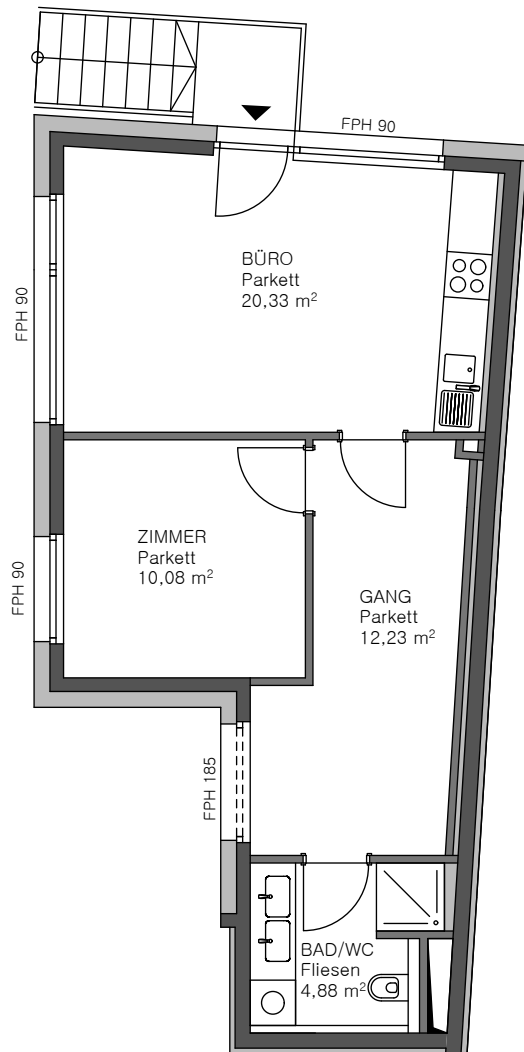 FPH 90
BÜRO
Parkett
20,33 m²
FPH 90
ZIMMER
Parkett
10,08 m²
FPH 90
GANG
Parkett
12,23 m²
FPH 185
BAD/WC
Fliesen
4,88 m²